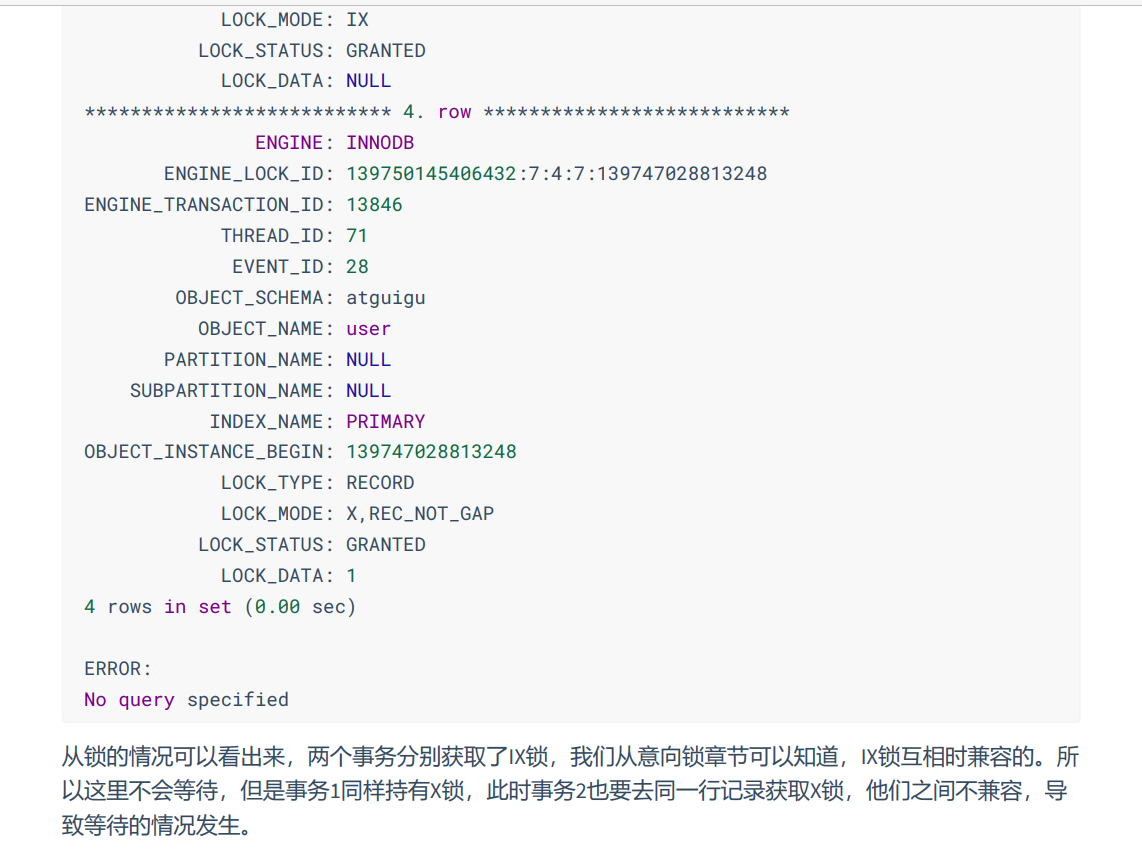 LOCK_MODE: IX
LOCK_STATUS: GRANTED
LOCK_DATA: NULL
*************************** 4. row ***************************
ENGINE: INNODB
ENGINE_LOCK_ID: 139750145406432:7:4:7:139747028813248
ENGINE_TRANSACTION_ID: 13846
THREAD_ID: 71
EVENT_ID: 28
OBJECT_SCHEMA: atguigu
OBJECT_NAME: user
PARTITION_NAME: NULL
SUBPARTITION_NAME: NULL
INDEX_NAME: PRIMARY
OBJECT_INSTANCE_BEGIN: 139747028813248
LOCK_TYPE: RECORD
LOCK_MODE: X,REC_NOT_GAP
LOCK_STATUS: GRANTED
LOCK_DATA: 1
4 rows in set (0.00 sec)
ERROR:
No query specified
从锁的情况可以看出来，两个事务分别获取了IX锁，我们从意向锁章节可以知道，IX锁互相时兼容的。所
以这里不会等待，但是事务1同样持有X锁，此时事务2也要去同一行记录获取X锁，他们之间不兼容，导
致等待的情况发生。